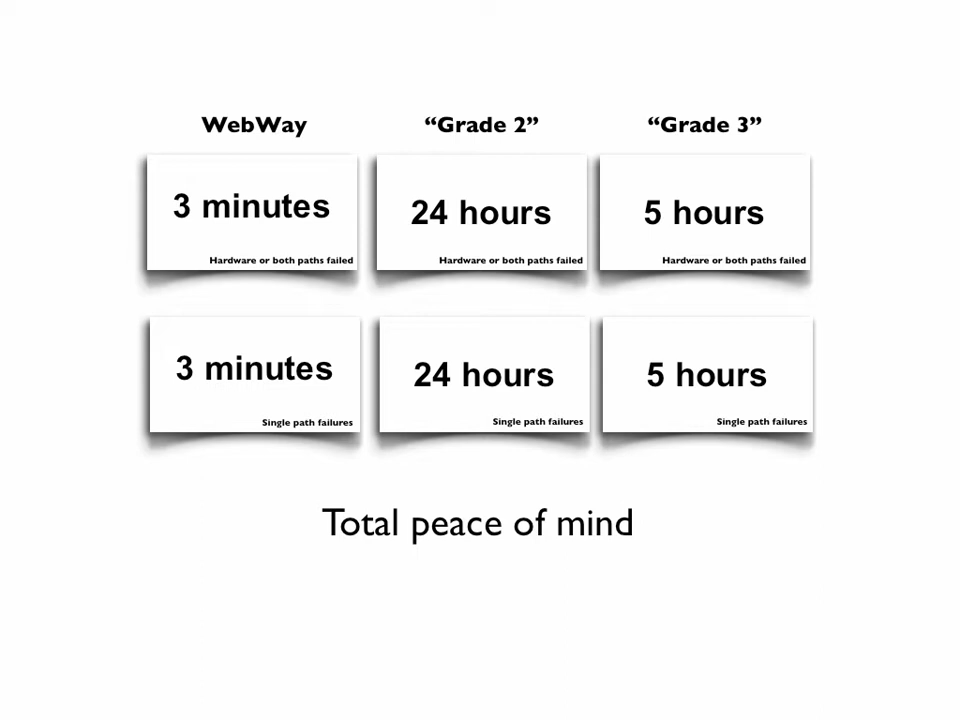 WebWay “Grade 2” “Grade 3”
3 minutes 24 hours 5 hours
Hardware or both paths failed Hardware or both paths failed Hardware or both paths failed
3 minutes 24 hours 5 hours
Single path failures Single path failures Single path failures
Total peace of mind